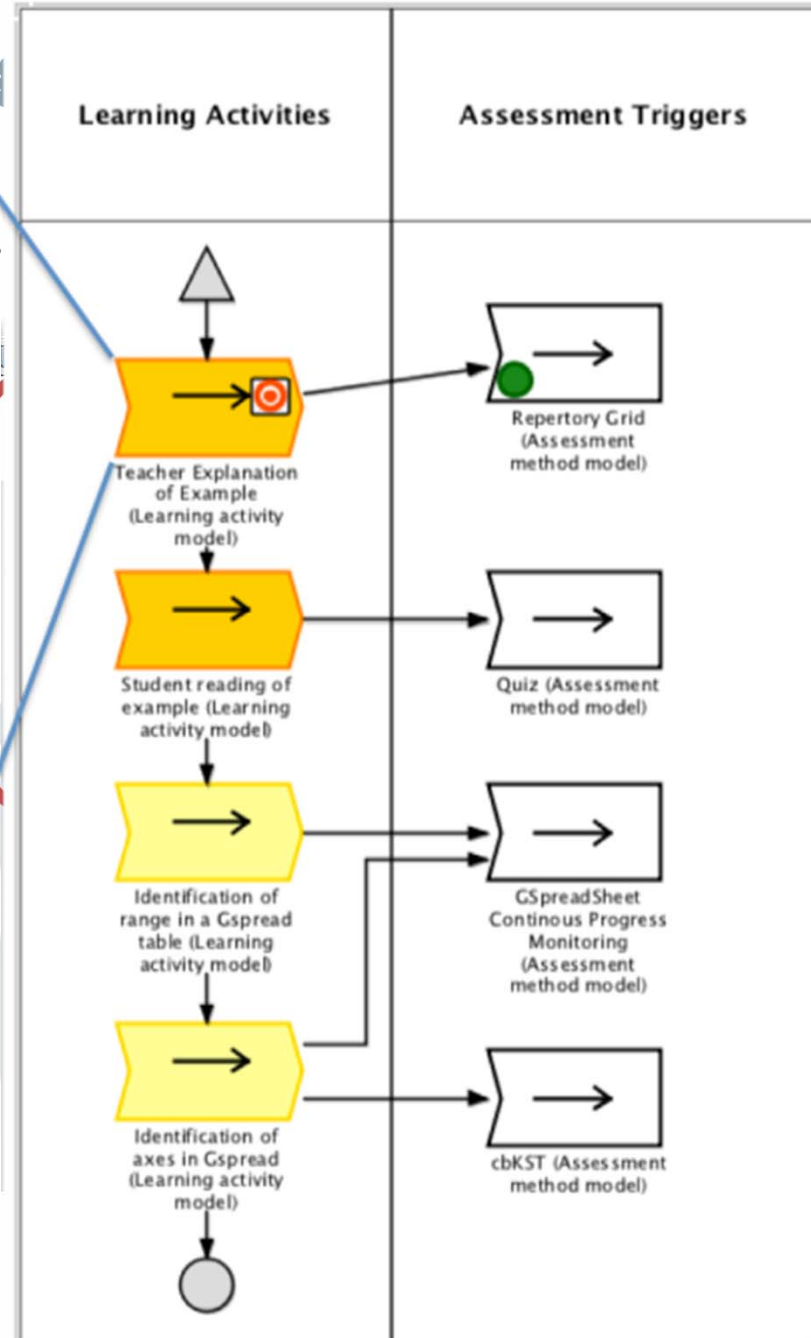 Learning Activities
Assessment Triggers
Teacher Explanation
of Example
(Learning activity
model)
Repertory Grid
(Assessment
method model)
Student reading of
example (Learning
activity model)
Quiz (Assessment
method model)
Identification of
range in a Gspread
table (Learning
activity model)
GSpreadSheet
Continous Progress
Monitoring
(Assessment
method model)
Identification of
axes in Gspread
(Learning activity
model)
cbKST (Assessment
method model)